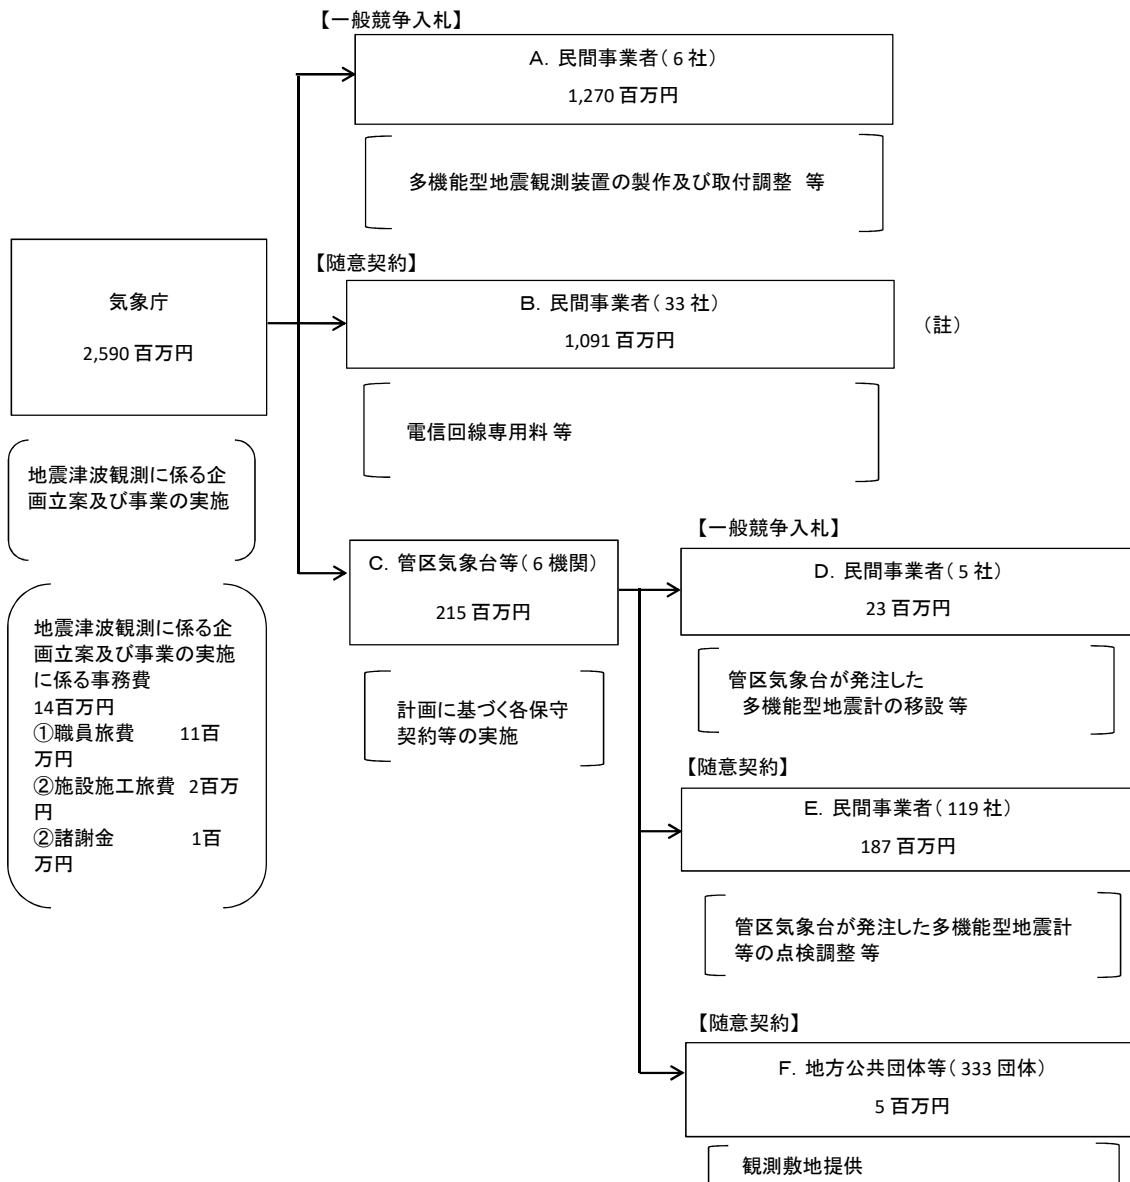 【一般競争入札】
A. 民間事業者(6社)
1,270 百万円
多機能型地震観測装置の製作及び取付調整 等
気象庁
2,590 百万円
地震津波観測に係る企
画立案及び事業の実施
地震津波観測に係る企
画立案及び事業の実施
に係る事務費
14百万円
①職員旅費 11百
万円
②施設施工旅費 2百万
円
②諸謝金 1百
万円
【随意契約】
B. 民間事業者(33社)
1,091 百万円
(註)
電信回線専用料 等
C. 管区気象台等(6機関)
215 百万円
計画に基づく各保守
契約等の実施
【一般競争入札】
D. 民間事業者(5社)
23 百万円
管区気象台が発注した
多機能型地震計の移設 等
【随意契約】
E. 民間事業者(119社)
187 百万円
管区気象台が発注した多機能型地震計
等の点検調整 等
【随意契約】
F. 地方公共団体等(333団体)
5 百万円
観測敷地提供